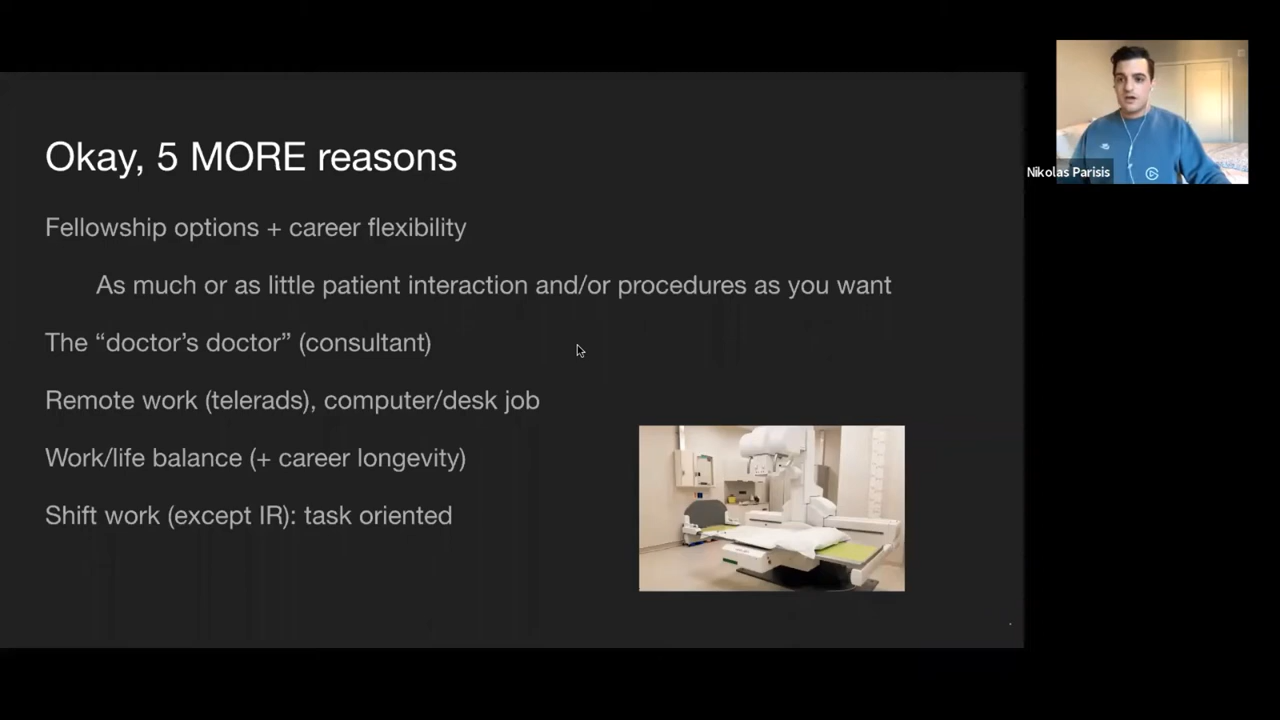 Okay, 5 MORE reasons
Fellowship options + career flexibility
As much or as little patient interaction and/or procedures as you want
The “doctor’s doctor” (consultant)
Remote work (telerads), computer/desk job
Work/life balance (+ career longevity)
Shift work (except IR): task oriented
Nikolas Parisis